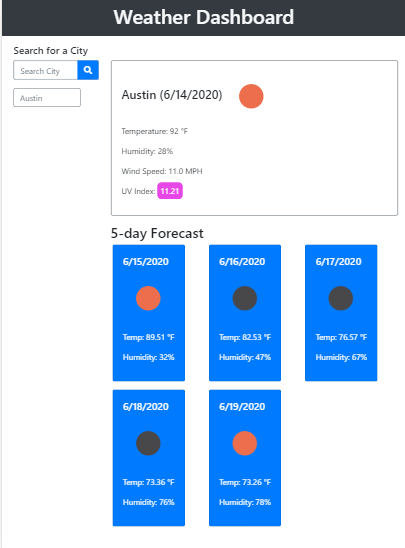 Weather Dashboard
Search for a City
Search City
Austin
Austin (6/14/2020)
Temperature: 92 °F
Humidity: 28%
Wind Speed: 11.0 MPH
UV Index: 11.21
5-day Forecast
6/15/2020
Temp: 89.51 °F
Humidity: 32%
6/16/2020
Temp: 82.53 °F
Humidity: 47%
6/17/2020
Temp: 76.57 °F
Humidity: 67%
6/18/2020
Temp: 73.36 °F
Humidity: 76%
6/19/2020
Temp: 73.26 °F
Humidity: 78%